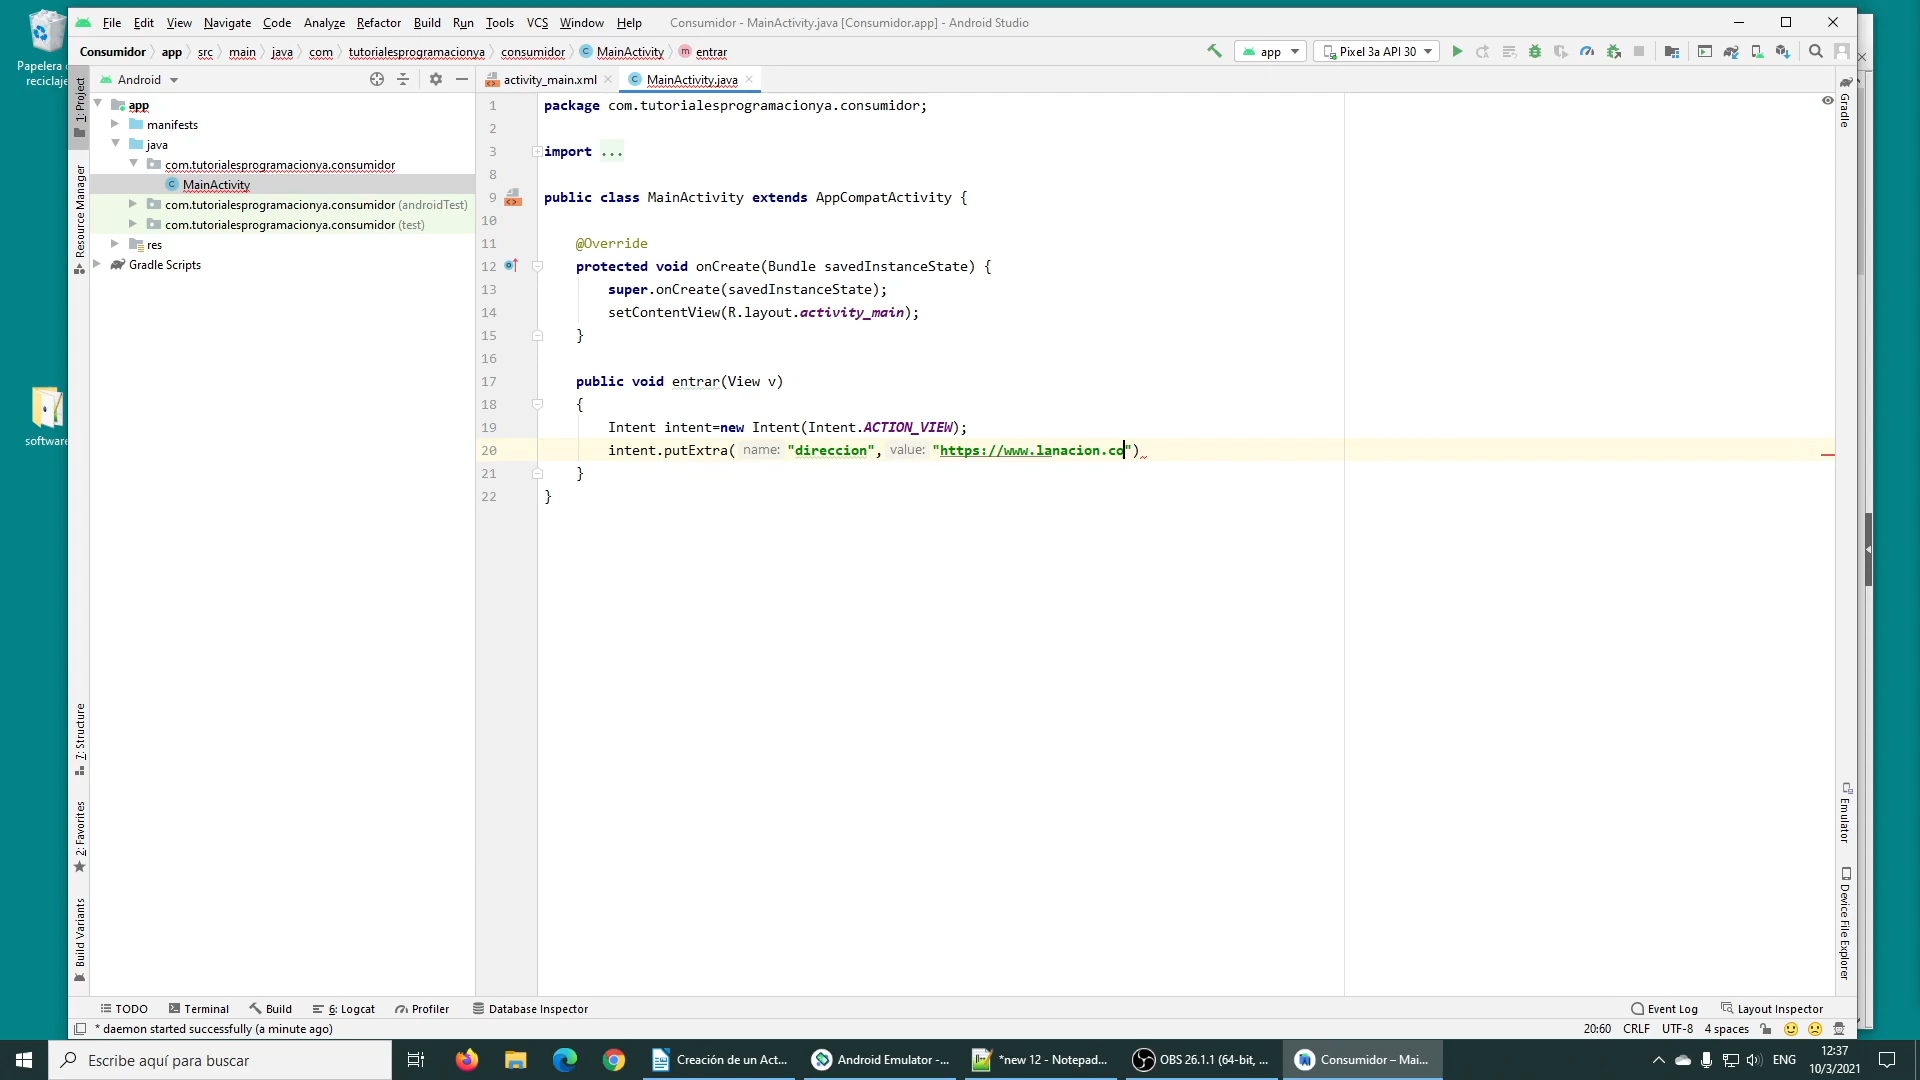 Papelera
reciclaje
software
File Edit View Navigate Code Analyze Refactor Build Run Tools VCS Window Help Consumidor - MainActivity.java [Consumidor.app] - Android Studio
Consumidor app src main java com tutorialesprogramacionya consumidor MainActivity entrar
app Pixel 3a API 30
Android
activity_main.xml MainActivity.java
app
manifests
java
com.tutorialesprogramacionya.consumidor
MainActivity
com.tutorialesprogramacionya.consumidor (androidTest)
com.tutorialesprogramacionya.consumidor (test)
res
Gradle Scripts
1: Project
Resource Manager
7: Structure
2: Favorites
Build Variants
1 package com.tutorialesprogramacionya.consumidor;
2
3 import ...
8
9 public class MainActivity extends AppCompatActivity {
10
11 @Override
12 protected void onCreate(Bundle savedInstanceState) {
13 super.onCreate(savedInstanceState);
14 setContentView(R.layout.activity_main);
15 }
16
17 public void entrar(View v)
18 {
19 Intent intent=new Intent(Intent.ACTION_VIEW);
20 intent.putExtra( name: "direccion", value: "https://www.lanacion.co")
21 }
22 }
Gradle
Emulator
Device File Explorer
TODO Terminal Build 6: Logcat Profiler Database Inspector Event Log Layout Inspector
* daemon started successfully (a minute ago) 20:60 CRLF UTF-8 4 spaces
Escribe aquí para buscar
Creación de un Act... Android Emulator -... *new 12 - Notepad... OBS 26.1.1 (64-bit, ... Consumidor – Mai...
ENG
12:37
10/3/2021